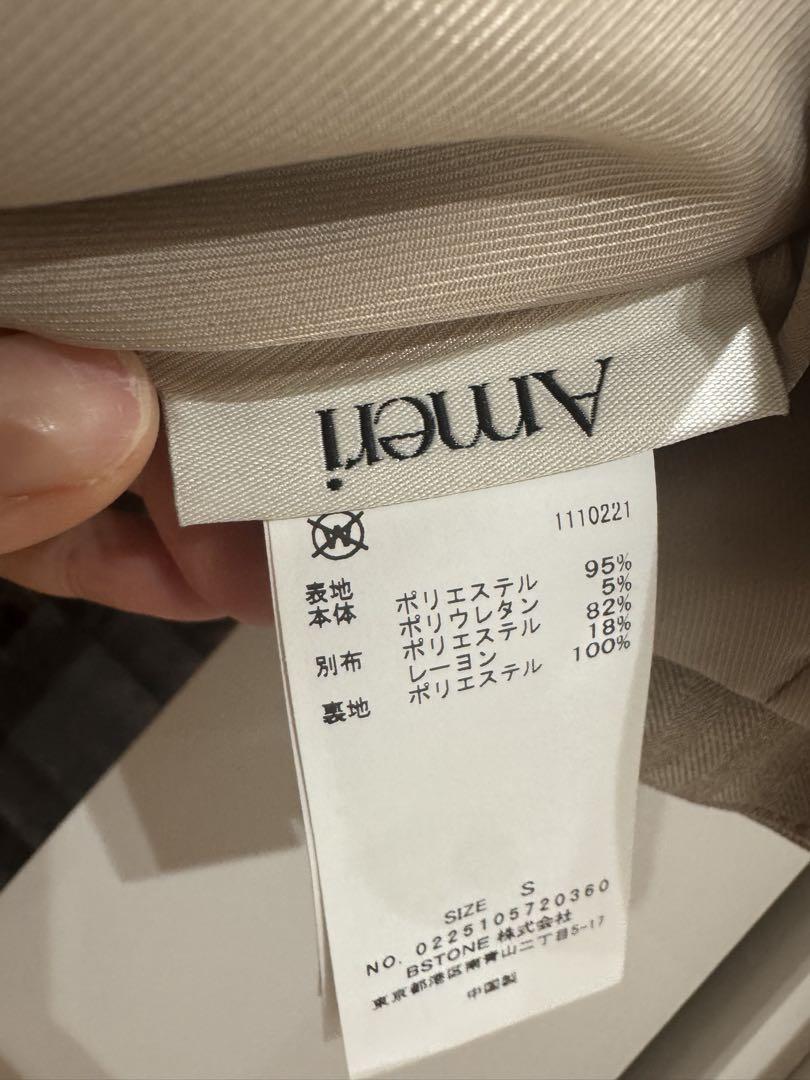 Ameri
W
1110221
表地
本体 ポリエステル 95%
ポリウレタン 5%
別布 ポリエステル 82%
レーヨン 18%
裏地 ポリエステル 100%
SIZE S
NO. 0225105720360
BSTONE 株式会社
東京都港区南青山二丁目5-17
中国製